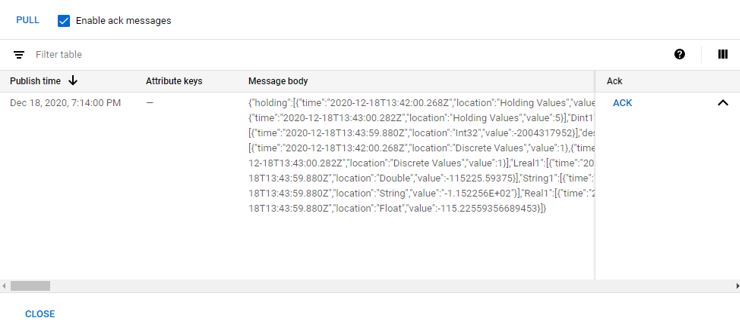 PULL Enable ack messages
Filter table
Publish time Attribute keys Message body Ack
Dec 18, 2020, 7:14:00 PM — {"holding":[{"time":"2020-12-18T13:42:00.268Z","location":"Holding Values","value ACK
{"time":"2020-12-18T13:43:00.282Z","location":"Holding Values","value":5}],"Dint1
[{"time":"2020-12-18T13:43:59.880Z","location":"Int32","value":-2004317952}],"des
[{"time":"2020-12-18T13:42:00.268Z","location":"Discrete Values","value":1},{"time
12-18T13:43:00.282Z","location":"Discrete Values","value":1}],"Lreal1":[{"time":"20
18T13:43:59.880Z","location":"Double","value":-115225.59375}],"String1":[{"time":
18T13:43:59.880Z","location":"String","value":"-1.152256E+02"}],"Real1":[{"time":"2
18T13:43:59.880Z","location":"Float","value":-115.22559356689453}]}
CLOSE